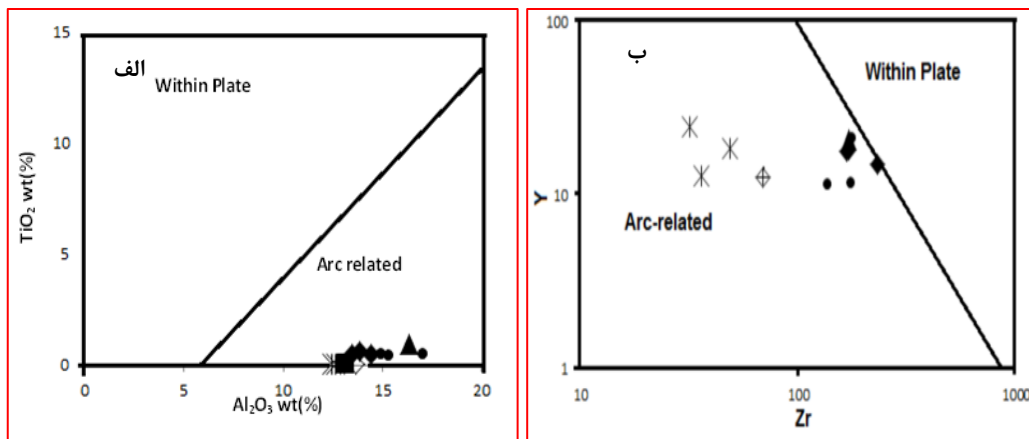 الف
Within Plate
Arc related
TiO₂ wt(%)
15
10
5
0
0
5
10
15
20
Al₂O₃ wt(%)
ب
Within Plate
Arc-related
Y
100
10
1
10
100
1000
Zr